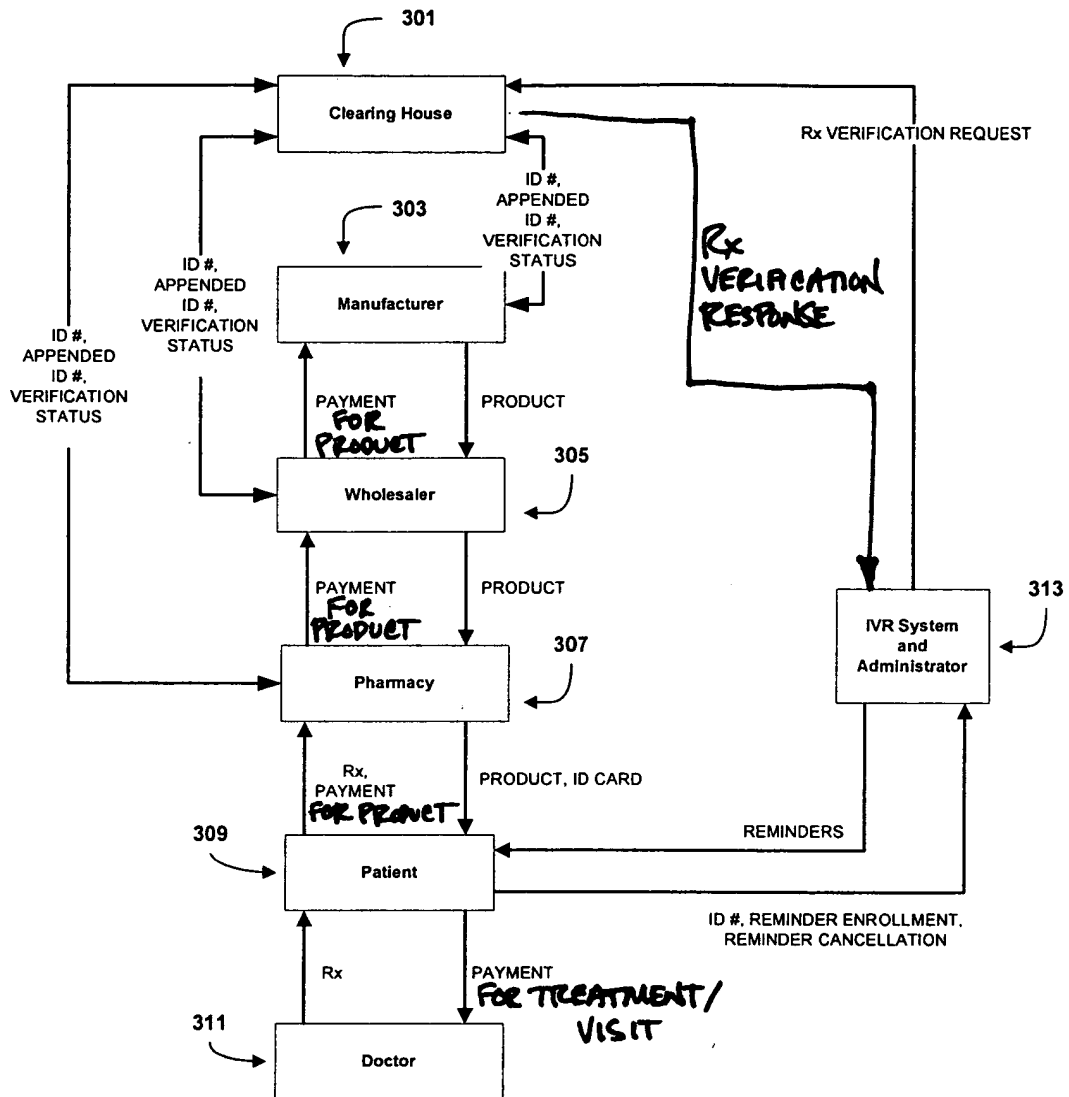 301
Clearing House
Rx VERIFICATION REQUEST
ID #,
APPENDED
ID #,
VERIFICATION
STATUS
303
Rx
VERIFICATION
RESPONSE
ID #,
APPENDED
ID #,
VERIFICATION
STATUS
Manufacturer
ID #,
APPENDED
ID #,
VERIFICATION
STATUS
PAYMENT
FOR
PRODUCT
PRODUCT
305
Wholesaler
PAYMENT
FOR
PRODUCT
PRODUCT
313
IVR System
and
Administrator
307
Pharmacy
Rx,
PAYMENT
FOR PRODUCT
PRODUCT, ID CARD
309
REMINDERS
Patient
ID #, REMINDER ENROLLMENT,
REMINDER CANCELLATION
Rx
PAYMENT
FOR TREATMENT/
VISIT
311
Doctor